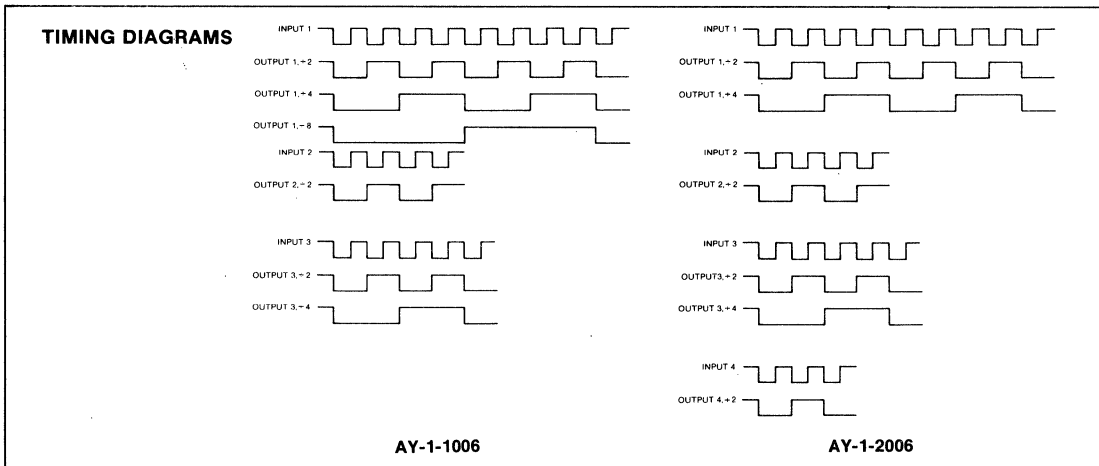 TIMING DIAGRAMS
INPUT 1
OUTPUT 1, ÷2
OUTPUT 1, ÷4
OUTPUT 1, ÷8
INPUT 2
OUTPUT 2, ÷2
INPUT 3
OUTPUT 3, ÷2
OUTPUT 3, ÷4
AY-1-1006
INPUT 1
OUTPUT 1, ÷2
OUTPUT 1, ÷4
INPUT 2
OUTPUT 2, ÷2
INPUT 3
OUTPUT3, ÷2
OUTPUT 3, ÷4
INPUT 4
OUTPUT 4, ÷2
AY-1-2006